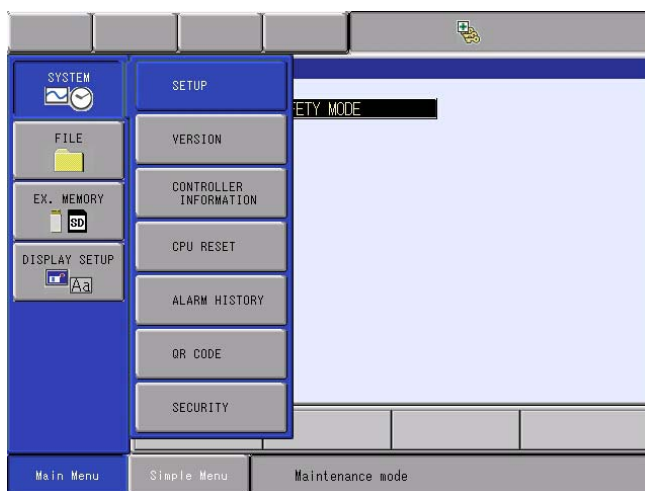 SYSTEM
FILE
EX. MEMORY
SD
DISPLAY SETUP
Aa
SETUP
VERSION
CONTROLLER
INFORMATION
CPU RESET
ALARM HISTORY
QR CODE
SECURITY
FETY MODE
Main Menu
Simple Menu
Maintenance mode